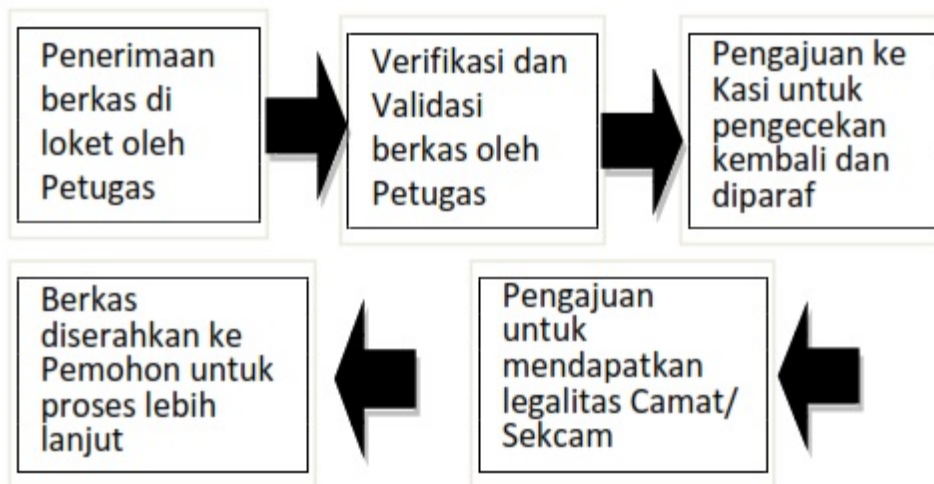 Penerimaan
berkas di
loket oleh
Petugas
Verifikasi dan
Validasi
berkas oleh
Petugas
Pengajuan ke
Kasi untuk
pengecekan
kembali dan
diparaf
Pengajuan
untuk
mendapatkan
legalitas Camat/
Sekcam
Berkas
diserahkan ke
Pemohon untuk
proses lebih
lanjut